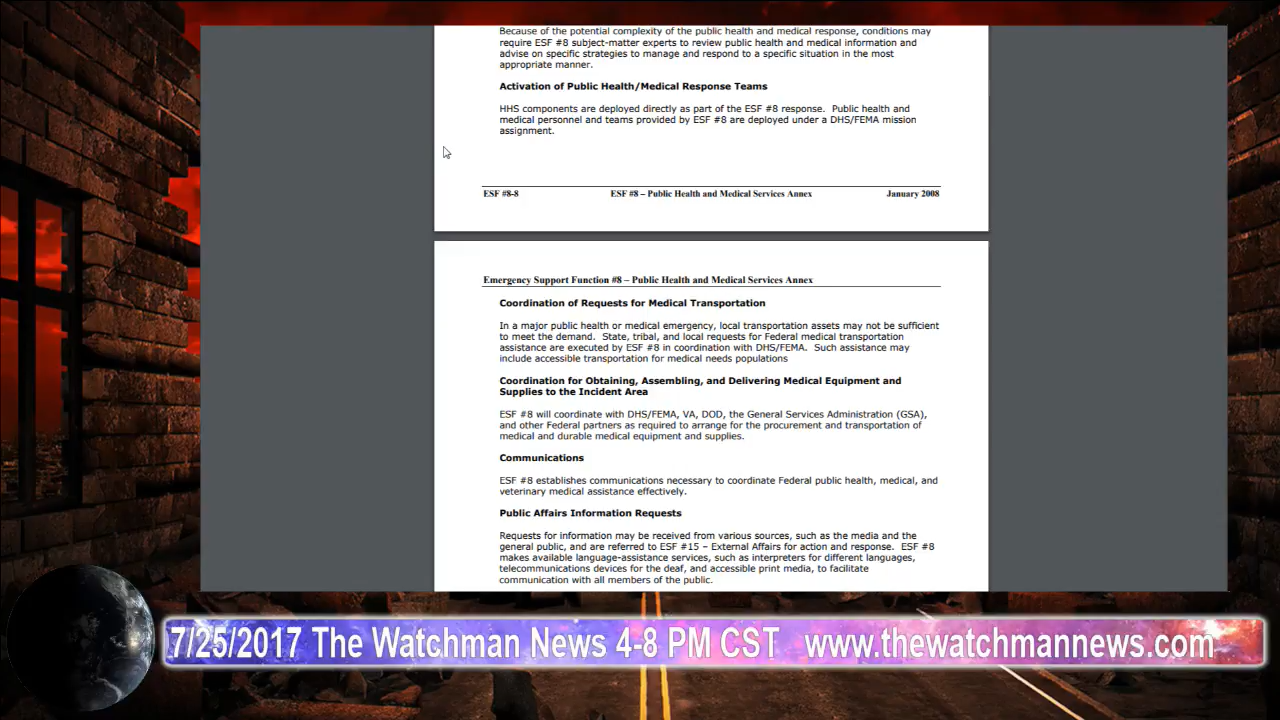 Because of the potential complexity of the public health and medical response, conditions may
require ESF #8 subject-matter experts to review public health and medical information and
advise on specific strategies to manage and respond to a specific situation in the most
appropriate manner.
Activation of Public Health/Medical Response Teams
HHS components are deployed directly as part of the ESF #8 response.  Public health and
medical personnel and teams provided by ESF #8 are deployed under a DHS/FEMA mission
assignment.
ESF #8-8 ESF #8 – Public Health and Medical Services Annex January 2008
Emergency Support Function #8 – Public Health and Medical Services Annex
Coordination of Requests for Medical Transportation
In a major public health or medical emergency, local transportation assets may not be sufficient
to meet the demand.  State, tribal, and local requests for Federal medical transportation
assistance are executed by ESF #8 in coordination with DHS/FEMA.  Such assistance may
include accessible transportation for medical needs populations
Coordination for Obtaining, Assembling, and Delivering Medical Equipment and
Supplies to the Incident Area
ESF #8 will coordinate with DHS/FEMA, VA, DOD, the General Services Administration (GSA),
and other Federal partners as required to arrange for the procurement and transportation of
medical and durable medical equipment and supplies.
Communications
ESF #8 establishes communications necessary to coordinate Federal public health, medical, and
veterinary medical assistance effectively.
Public Affairs Information Requests
Requests for information may be received from various sources, such as the media and the
general public, and are referred to ESF #15 – External Affairs for action and response.  ESF #8
makes available language-assistance services, such as interpreters for different languages,
telecommunications devices for the deaf, and accessible print media, to facilitate
communication with all members of the public.
7/25/2017 The Watchman News 4-8 PM CST www.thewatchmannews.com